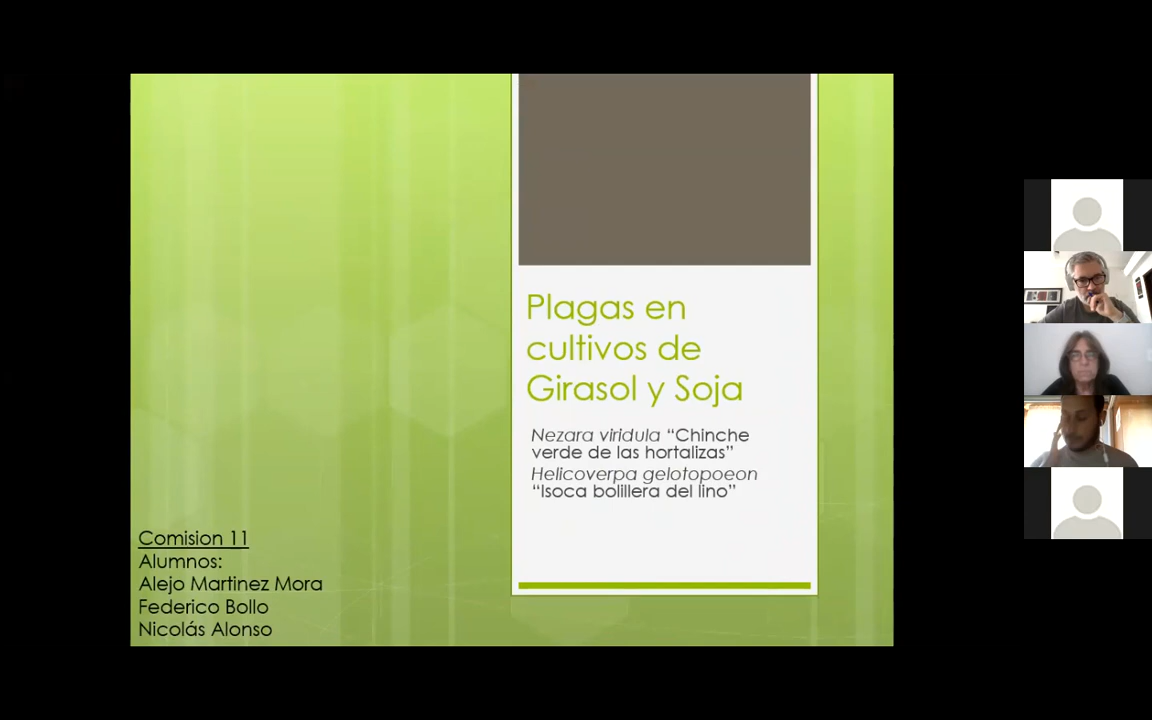 Plagas en
cultivos de
Girasol y Soja
Nezara viridula “Chinche
verde de las hortalizas”
Helicoverpa gelotopoeon
“Isoca bolillera del lino”
Comision 11
Alumnos:
Alejo Martinez Mora
Federico Bollo
Nicolás Alonso